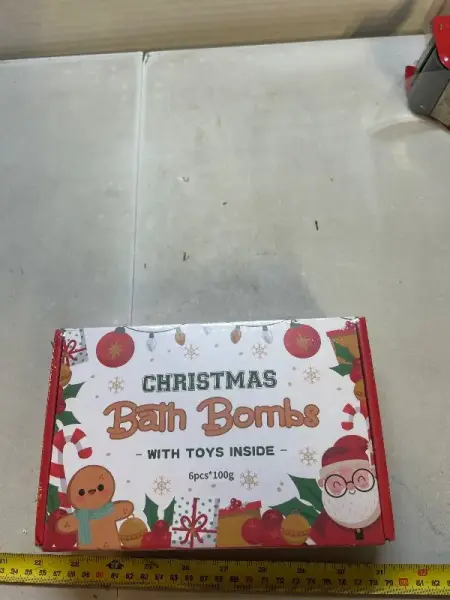 CHRISTMAS
Bath Bombs
- WITH TOYS INSIDE -
6pcs*100g